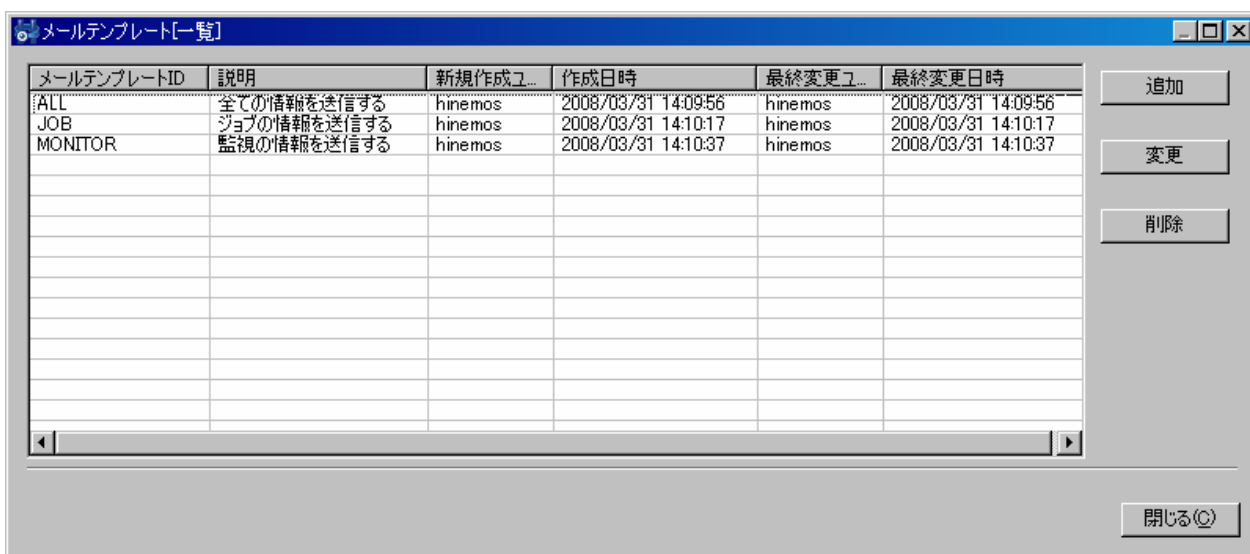 メールテンプレート[一覧]
メールテンプレートID 説明 新規作成ユ... 作成日時 最終変更ユ... 最終変更日時
ALL 全ての情報を送信する hinemos 2008/03/31 14:09:56 hinemos 2008/03/31 14:09:56
JOB ジョブの情報を送信する hinemos 2008/03/31 14:10:17 hinemos 2008/03/31 14:10:17
MONITOR 監視の情報を送信する hinemos 2008/03/31 14:10:37 hinemos 2008/03/31 14:10:37
追加
変更
削除
閉じる(C)